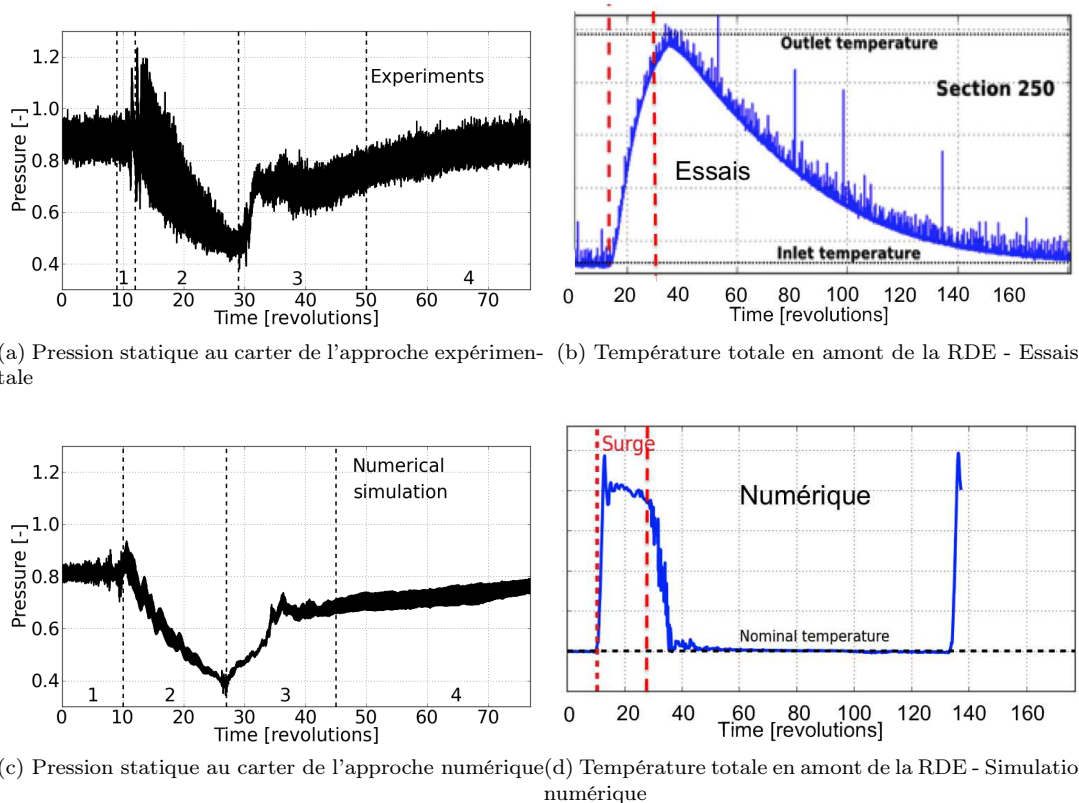 1.2
1.0
0.8
0.6
0.4
Pressure [-]
Experiments
1 2 3 4
0 10 20 30 40 50 60 70
Time [revolutions]
(a) Pression statique au carter de l'approche expérimen-
tale
Outlet temperature
Section 250
Essais
Inlet temperature
0 20 40 60 80 100 120 140 160
Time [revolutions]
(b) Température totale en amont de la RDE - Essais
1.2
1.0
0.8
0.6
0.4
Pressure [-]
Numerical
simulation
1 2 3 4
0 10 20 30 40 50 60 70
Time [revolutions]
(c) Pression statique au carter de l'approche numérique
Surge
Numérique
Nominal temperature
0 20 40 60 80 100 120 140 160
Time [revolutions]
(d) Température totale en amont de la RDE - Simulatio
numérique